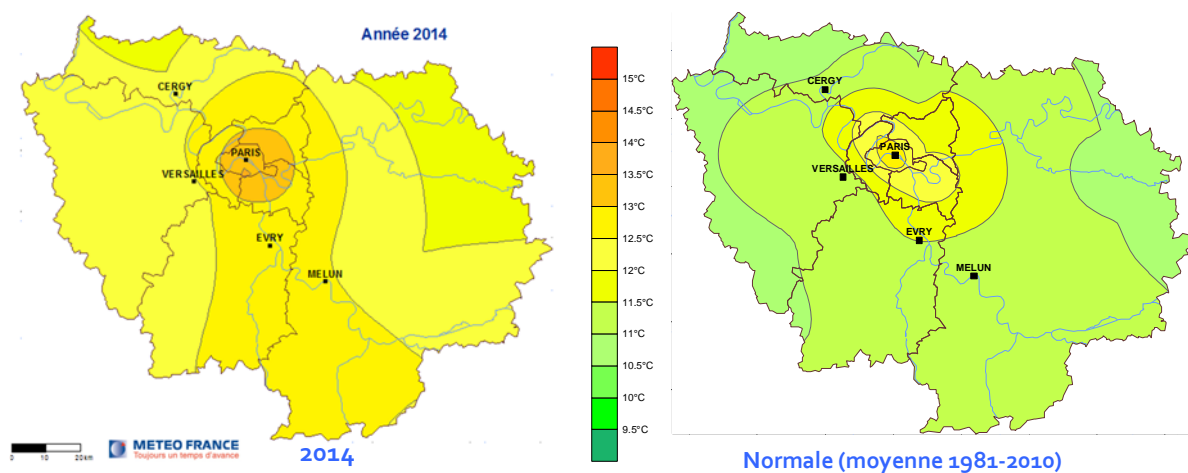 Année 2014
CERGY
PARIS
VERSAILLES
EVRY
MELUN
0 10 20km
METEO FRANCE
Toujours un temps d'avance
2014
15°C
14.5°C
14°C
13.5°C
13°C
12.5°C
12°C
11.5°C
11°C
10.5°C
10°C
9.5°C
CERGY
PARIS
VERSAILLES
EVRY
MELUN
Normale (moyenne 1981-2010)